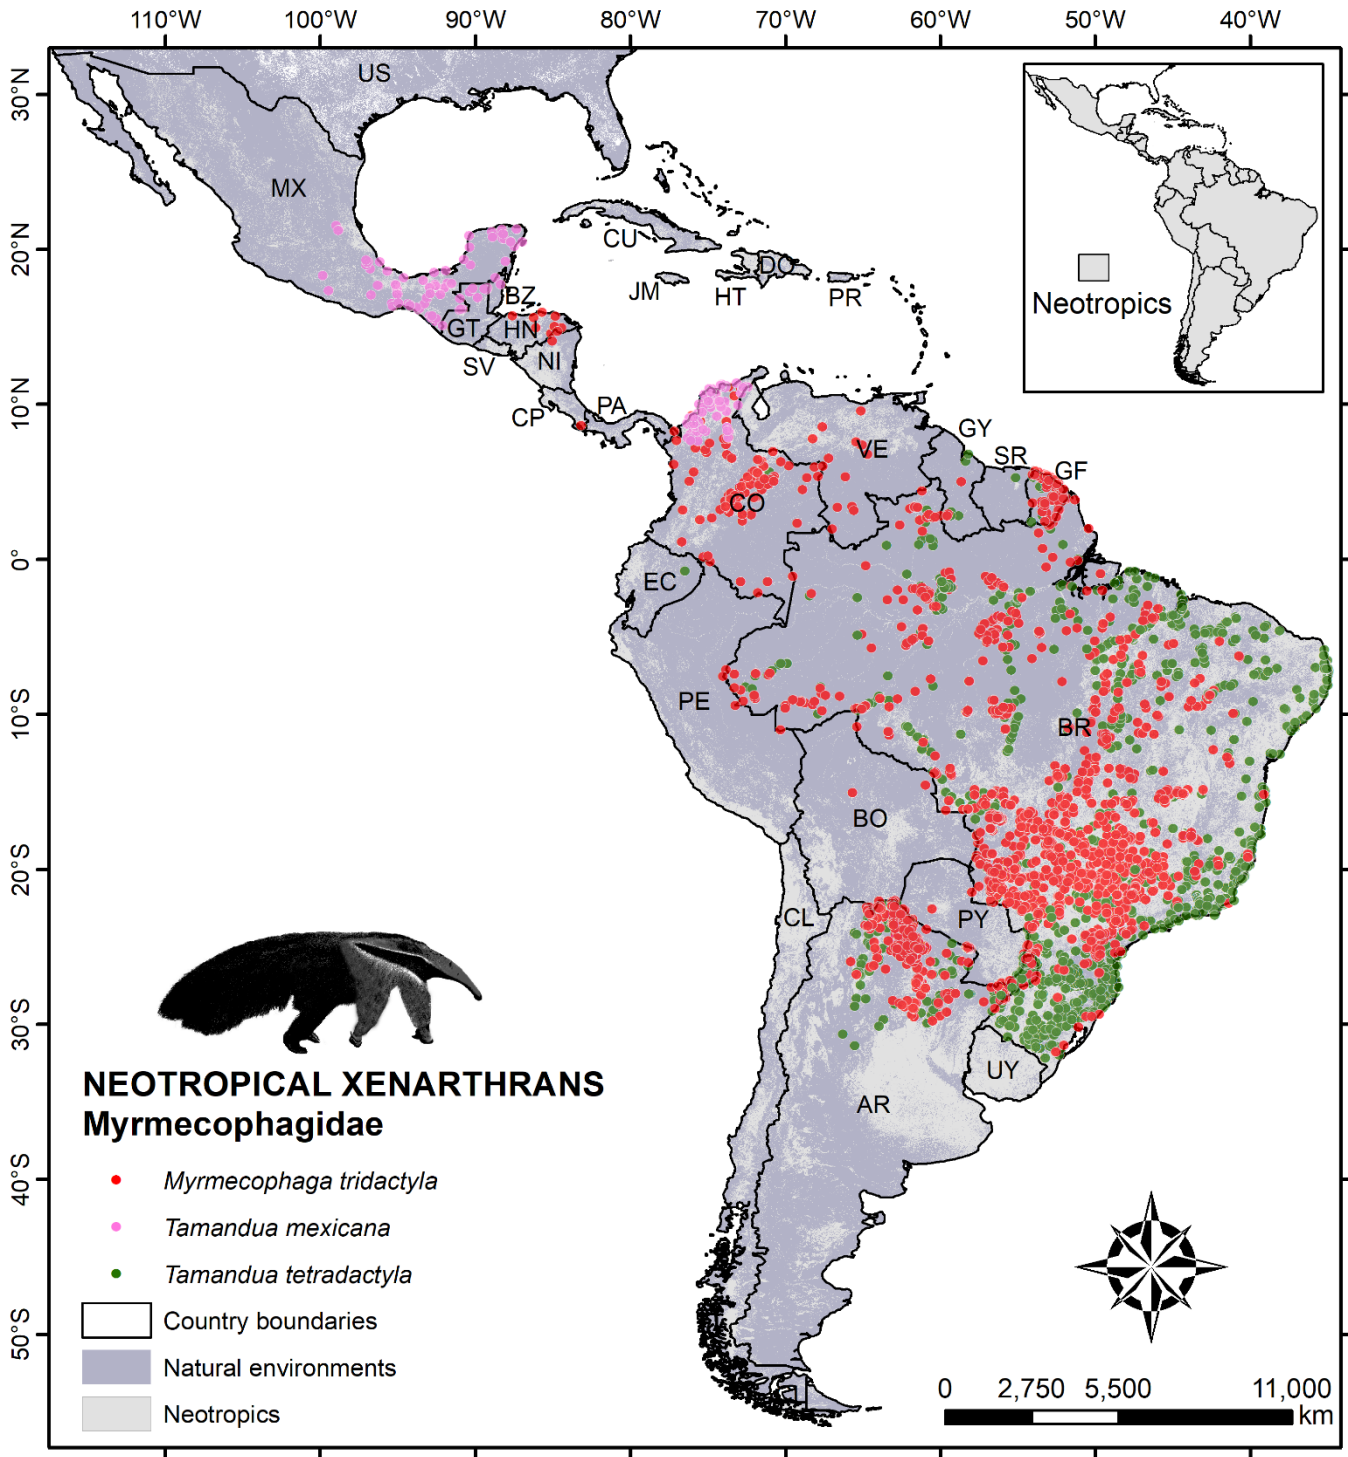 110°W 100°W 90°W 80°W 70°W 60°W 50°W 40°W
30°N
20°N
10°N
0°
10°S
20°S
30°S
40°S
50°S
US
MX
CU
DO
JM
HT
PR
BZ
GT
HN
SV
NI
CP
PA
VE
GY
SR
GF
CO
EC
PE
BR
BO
PY
CL
UY
AR
Neotropics
NEOTROPICAL XENARTHRANS
Myrmecophagidae
Myrmecophaga tridactyla
Tamandua mexicana
Tamandua tetradactyla
Country boundaries
Natural environments
Neotropics
0 2,750 5,500 11,000
km